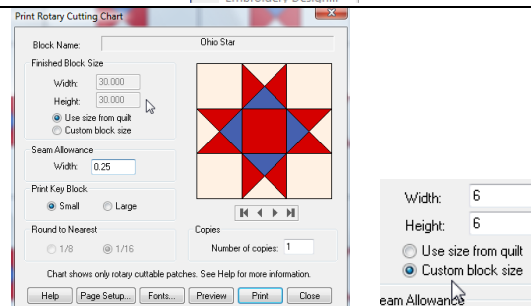 Embroidery Design...
Print Rotary Cutting Chart
Block Name: Ohio Star
Finished Block Size
Width: 30.000
Height: 30.000
Use size from quilt
Custom block size
Seam Allowance
Width: 0.25
Print Key Block
Small Large
Round to Nearest
1/8 1/16
Copies
Number of copies: 1
Chart shows only rotary cuttable patches. See Help for more information.
Help Page Setup... Fonts... Preview Print Close
Width: 6
Height: 6
Use size from quilt
Custom block size
eam Allowance